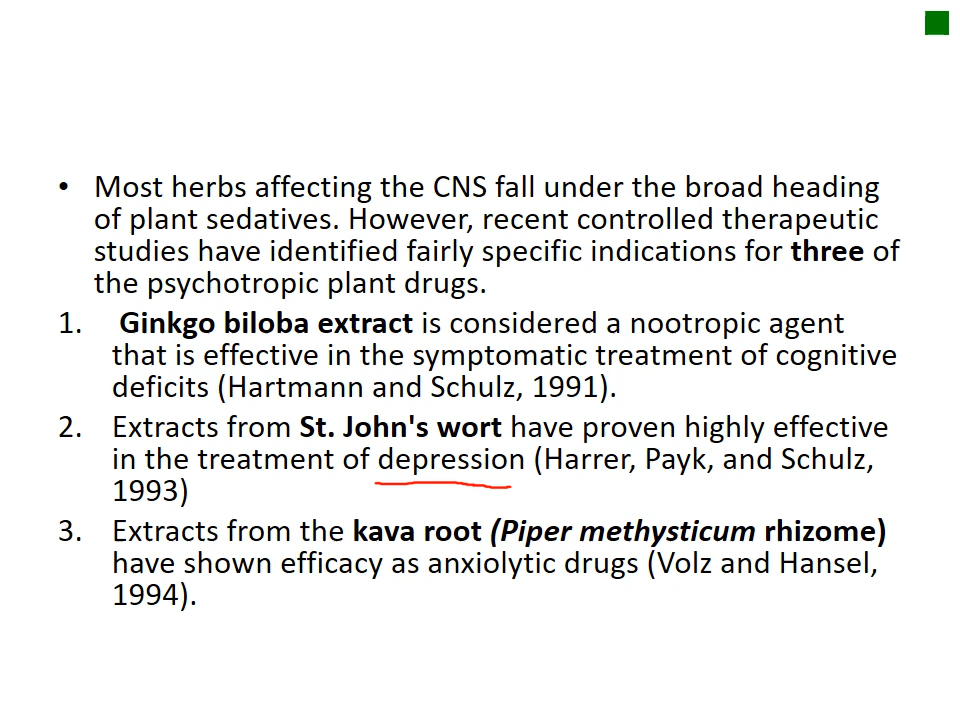 • Most herbs affecting the CNS fall under the broad heading
of plant sedatives. However, recent controlled therapeutic
studies have identified fairly specific indications for three of
the psychotropic plant drugs.
1. Ginkgo biloba extract is considered a nootropic agent
that is effective in the symptomatic treatment of cognitive
deficits (Hartmann and Schulz, 1991).
2. Extracts from St. John's wort have proven highly effective
in the treatment of depression (Harrer, Payk, and Schulz,
1993)
3. Extracts from the kava root (Piper methysticum rhizome)
have shown efficacy as anxiolytic drugs (Volz and Hansel,
1994).